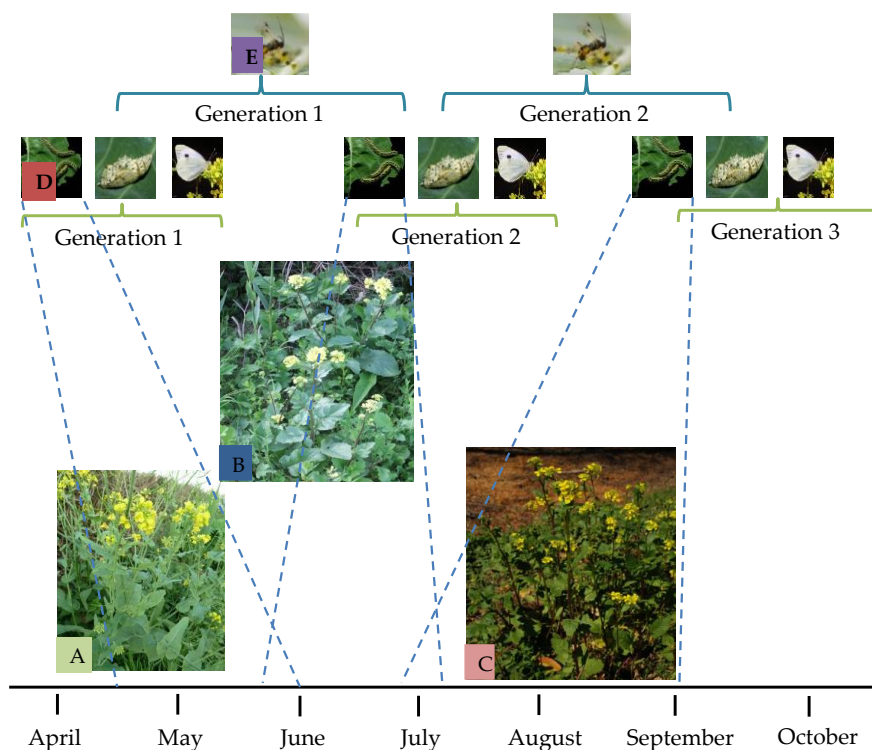 E
Generation 1
Generation 2
D
Generation 1
Generation 2
Generation 3
B
A
C
April
May
June
July
August
September
October